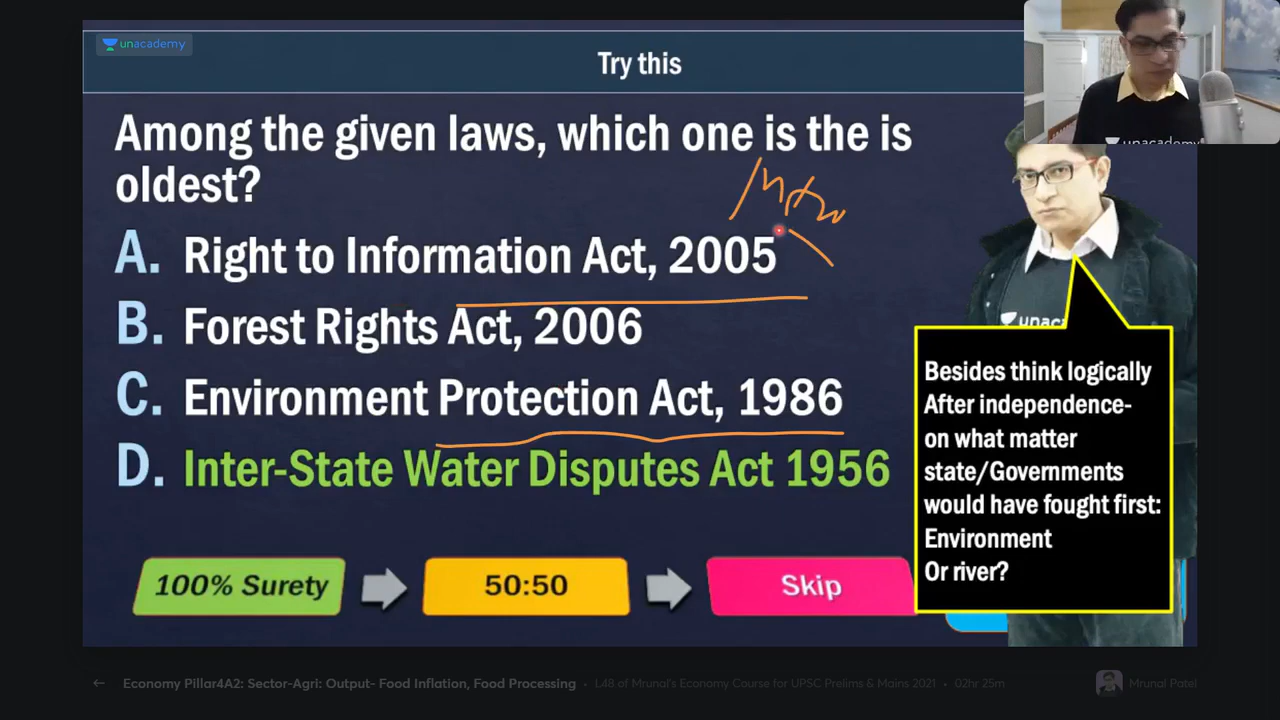 unacademy
Try this
Among the given laws, which one is the is
oldest?
A. Right to Information Act, 2005
B. Forest Rights Act, 2006
C. Environment Protection Act, 1986
D. Inter-State Water Disputes Act 1956
100% Surety
50:50
Skip
unacademy
unaca
Besides think logically
After independence-
on what matter
state/Governments
would have fought first:
Environment
Or river?
Economy Pillar4A2: Sector-Agri: Output- Food Inflation, Food Processing • L48 of Mrunal's Economy Course for UPSC Prelims & Mains 2021 • 02hr 25m
Mrunal Patel